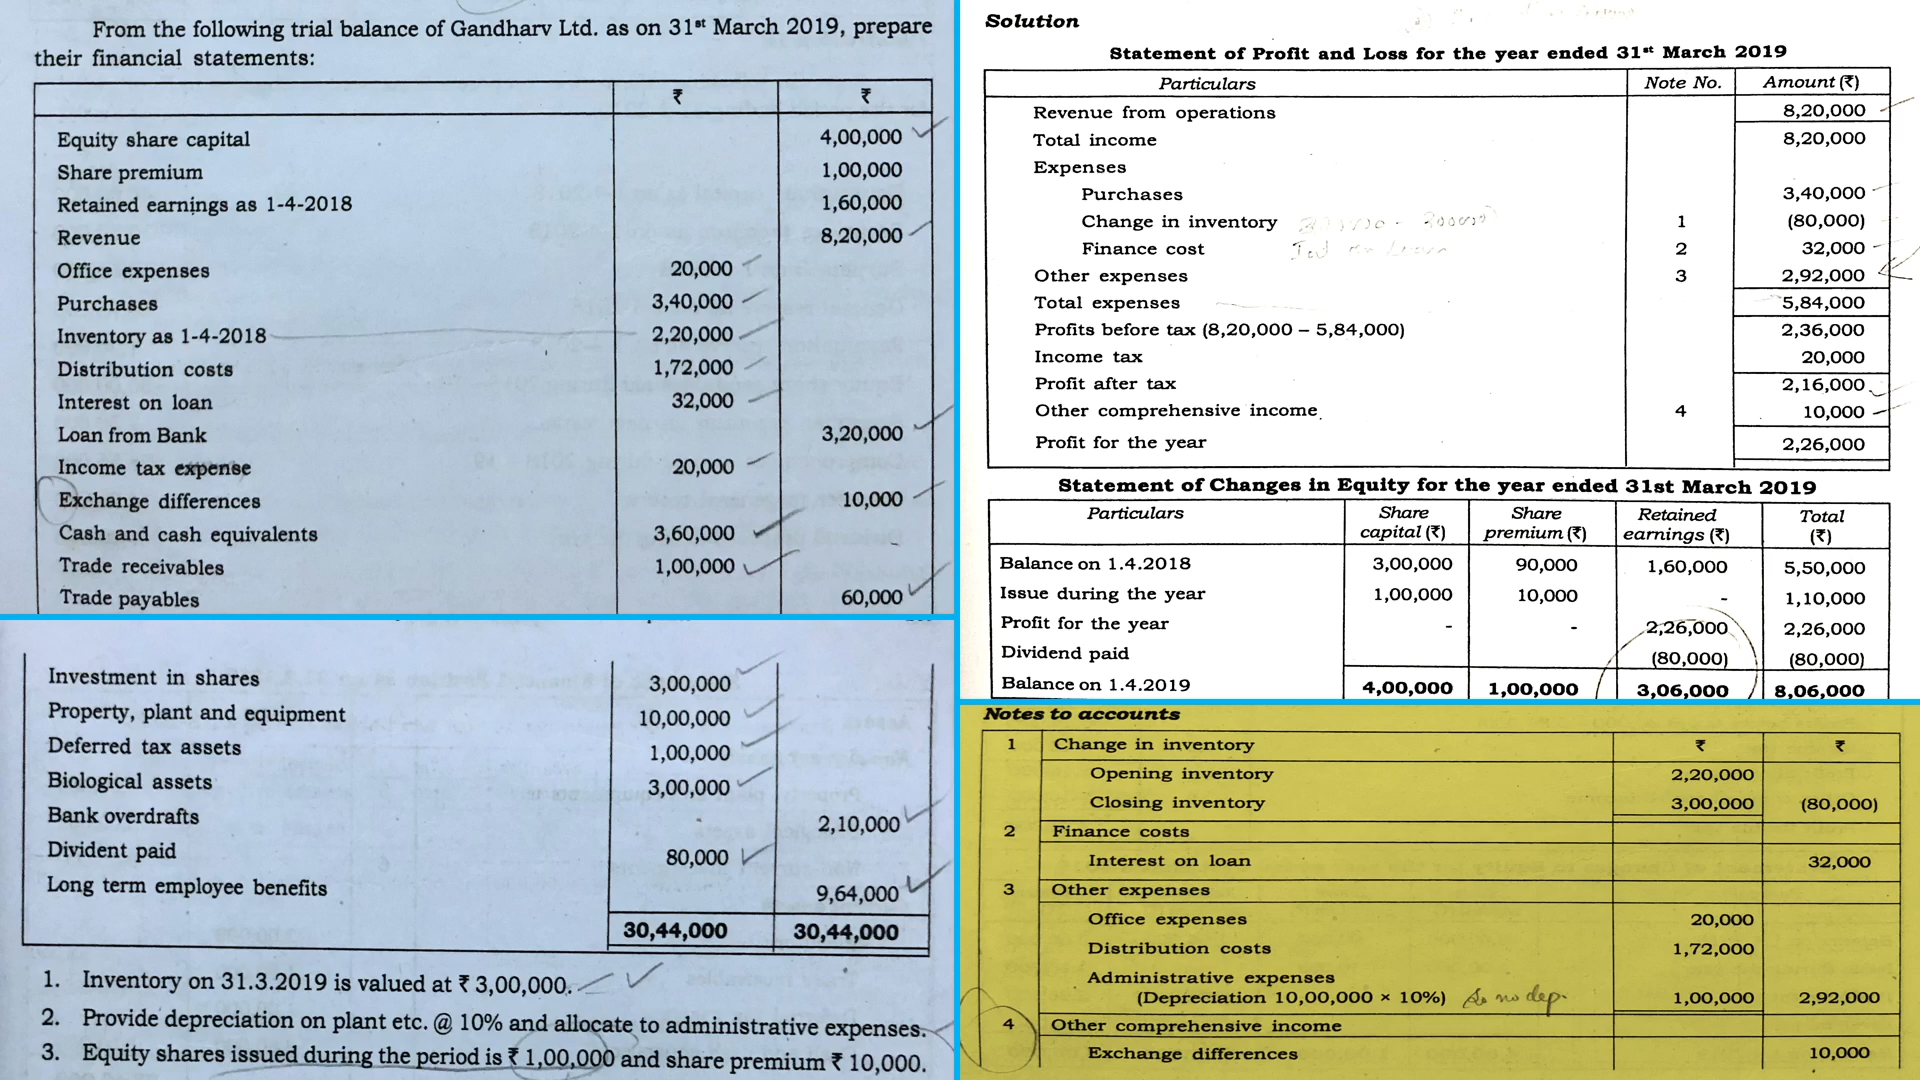 From the following trial balance of Gandharv Ltd. as on 31st March 2019, prepare
their financial statements:
₹ ₹
Equity share capital 4,00,000
Share premium 1,00,000
Retained earnings as 1-4-2018 1,60,000
Revenue 8,20,000
Office expenses 20,000
Purchases 3,40,000
Inventory as 1-4-2018 2,20,000
Distribution costs 1,72,000
Interest on loan 32,000
Loan from Bank 3,20,000
Income tax expense 20,000
Exchange differences 10,000
Cash and cash equivalents 3,60,000
Trade receivables 1,00,000
Trade payables 60,000
Investment in shares 3,00,000
Property, plant and equipment 10,00,000
Deferred tax assets 1,00,000
Biological assets 3,00,000
Bank overdrafts 2,10,000
Divident paid 80,000
Long term employee benefits 9,64,000
30,44,000 30,44,000
1. Inventory on 31.3.2019 is valued at ₹ 3,00,000.
2. Provide depreciation on plant etc. @ 10% and allocate to administrative expenses.
3. Equity shares issued during the period is ₹ 1,00,000 and share premium ₹ 10,000.
Solution
Statement of Profit and Loss for the year ended 31st March 2019
Particulars Note No. Amount (₹)
Revenue from operations 8,20,000
Total income 8,20,000
Expenses
Purchases 3,40,000
Change in inventory 1 (80,000)
Finance cost 2 32,000
Other expenses 3 2,92,000
Total expenses 5,84,000
Profits before tax (8,20,000 – 5,84,000) 2,36,000
Income tax 20,000
Profit after tax 2,16,000
Other comprehensive income 4 10,000
Profit for the year 2,26,000
Statement of Changes in Equity for the year ended 31st March 2019
Particulars Share capital (₹) Share premium (₹) Retained earnings (₹) Total (₹)
Balance on 1.4.2018 3,00,000 90,000 1,60,000 5,50,000
Issue during the year 1,00,000 10,000 - 1,10,000
Profit for the year - - 2,26,000 2,26,000
Dividend paid (80,000) (80,000)
Balance on 1.4.2019 4,00,000 1,00,000 3,06,000 8,06,000
Notes to accounts
1 Change in inventory ₹ ₹
Opening inventory 2,20,000
Closing inventory 3,00,000 (80,000)
2 Finance costs
Interest on loan 32,000
3 Other expenses
Office expenses 20,000
Distribution costs 1,72,000
Administrative expenses
(Depreciation 10,00,000 × 10%) no dep. 1,00,000 2,92,000
4 Other comprehensive income
Exchange differences 10,000